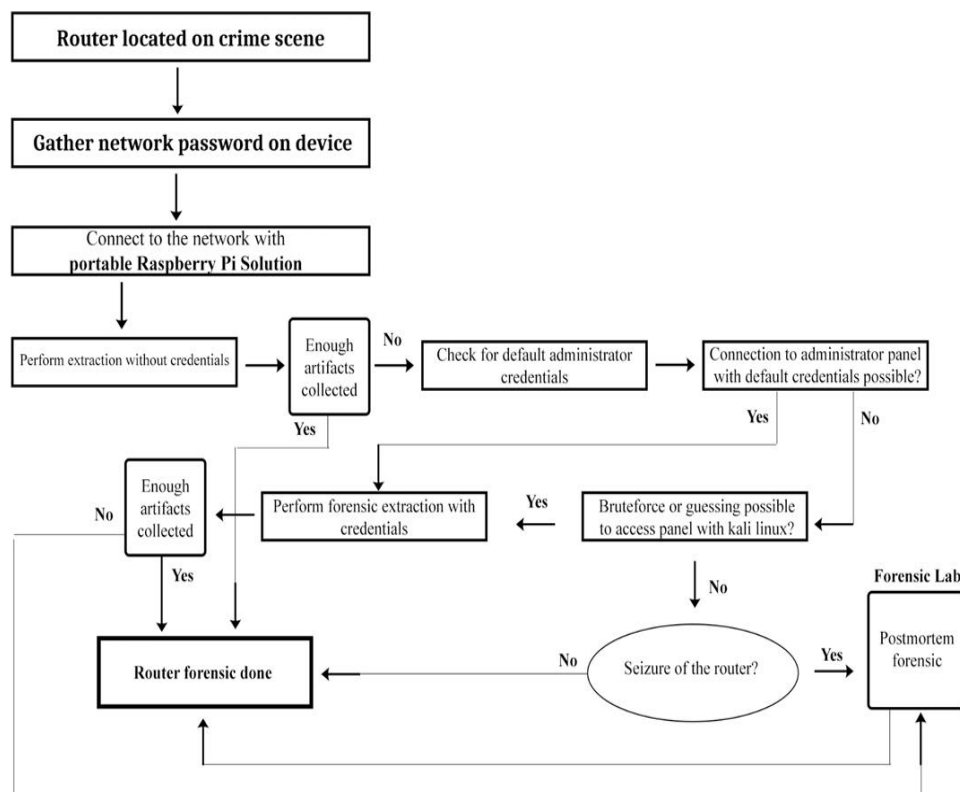 Router located on crime scene
Gather network password on device
Connect to the network with
portable Raspberry Pi Solution
Perform extraction without credentials
Enough
artifacts
collected
No
Check for default administrator
credentials
Connection to administrator panel
with default credentials possible?
Yes
Yes
No
Enough
artifacts
collected
No
Perform forensic extraction with
credentials
Yes
Bruteforce or guessing possible
to access panel with kali linux?
Yes
No
Forensic Lab
Router forensic done
No
Seizure of the router?
Yes
Postmortem
forensic